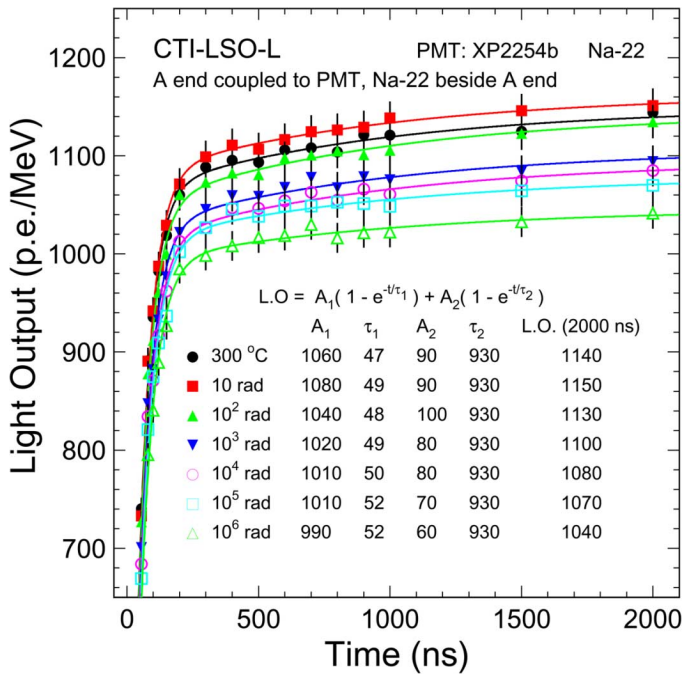 CTI-LSO-L PMT: XP2254b Na-22
A end coupled to PMT, Na-22 beside A end
Light Output (p.e./MeV)
1200
1100
1000
900
800
700
L.O = A₁( 1 - e^-t/τ₁ ) + A₂( 1 - e^-t/τ₂ )
A₁ τ₁ A₂ τ₂ L.O. (2000 ns)
300 °C 1060 47 90 930 1140
10 rad 1080 49 90 930 1150
10² rad 1040 48 100 930 1130
10³ rad 1020 49 80 930 1100
10⁴ rad 1010 50 80 930 1080
10⁵ rad 1010 52 70 930 1070
10⁶ rad 990 52 60 930 1040
0 500 1000 1500 2000
Time (ns)